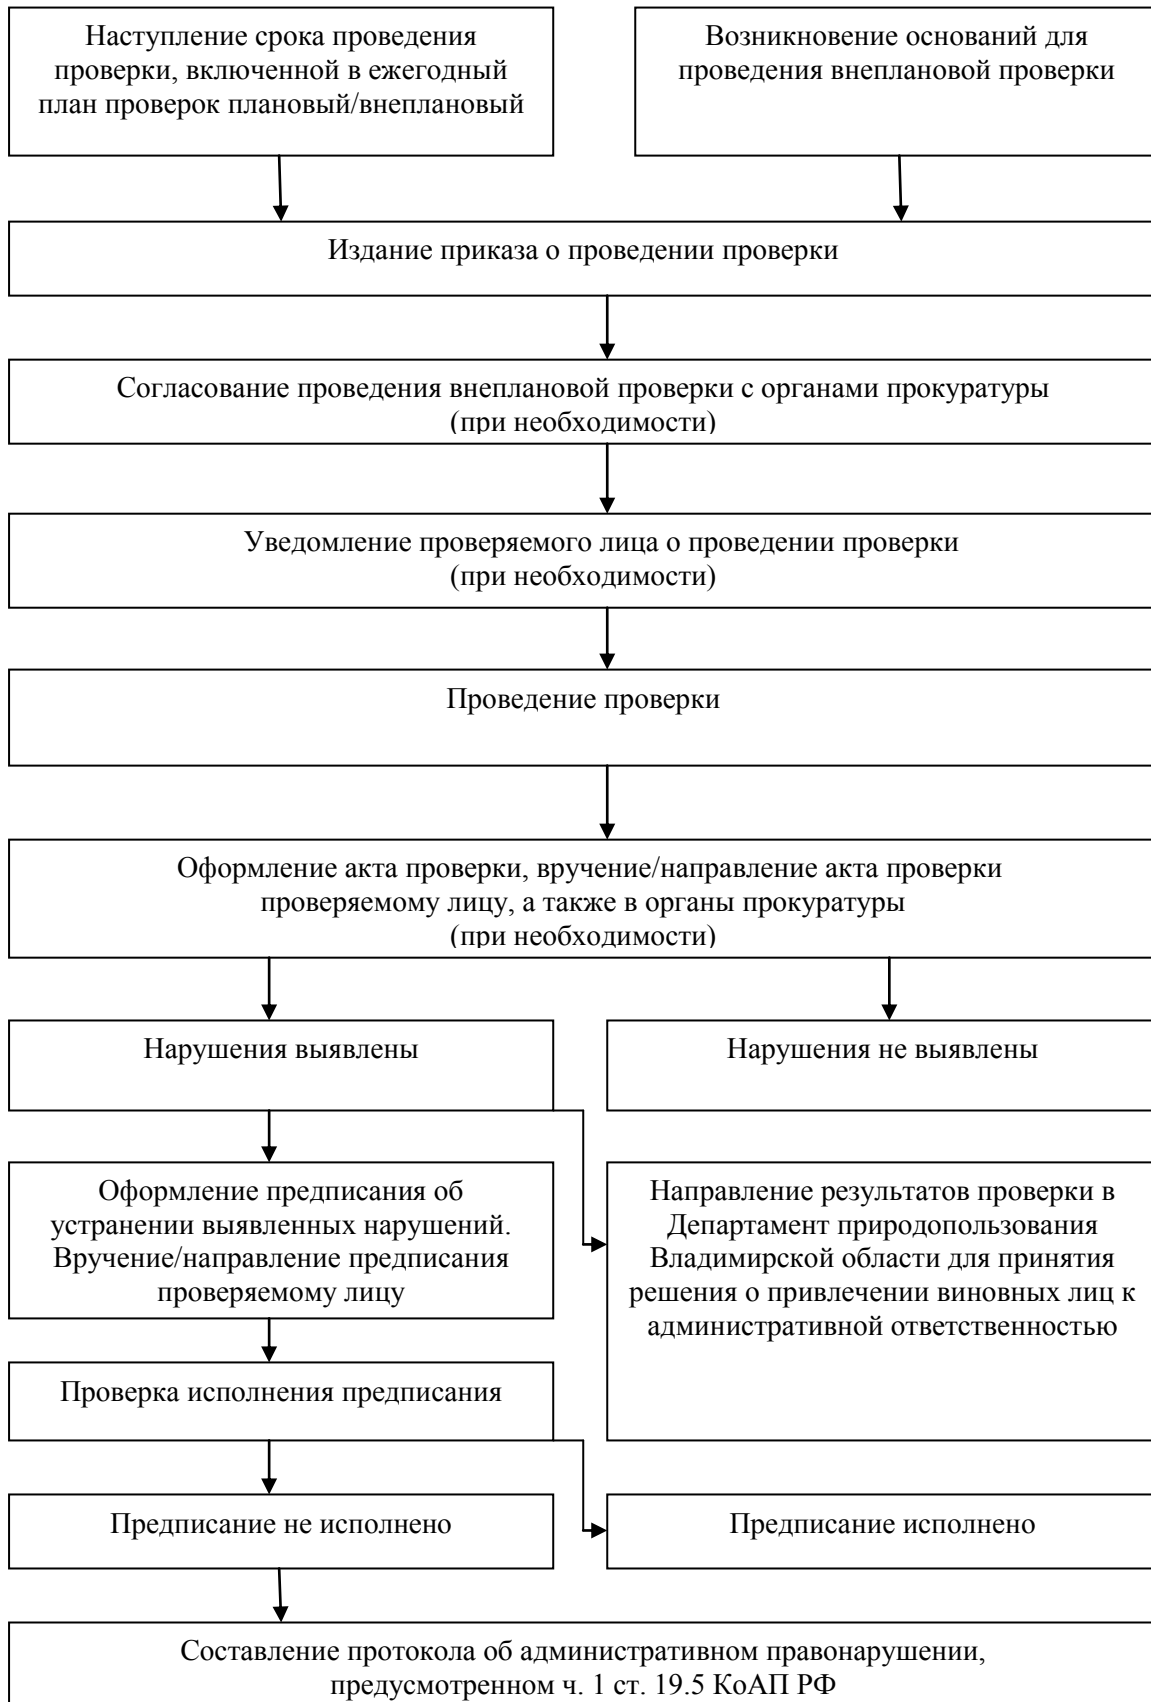 Наступление срока проведения
проверки, включенной в ежегодный
план проверок плановый/внеплановый
Возникновение оснований для
проведения внеплановой проверки
Издание приказа о проведении проверки
Согласование проведения внеплановой проверки с органами прокуратуры
(при необходимости)
Уведомление проверяемого лица о проведении проверки
(при необходимости)
Проведение проверки
Оформление акта проверки, вручение/направление акта проверки
проверяемому лицу, а также в органы прокуратуры
(при необходимости)
Нарушения выявлены
Нарушения не выявлены
Оформление предписания об
устранении выявленных нарушений.
Вручение/направление предписания
проверяемому лицу
Направление результатов проверки в
Департамент природопользования
Владимирской области для принятия
решения о привлечении виновных лиц к
административной ответственностью
Проверка исполнения предписания
Предписание не исполнено
Предписание исполнено
Составление протокола об административном правонарушении,
предусмотренном ч. 1 ст. 19.5 КоАП РФ